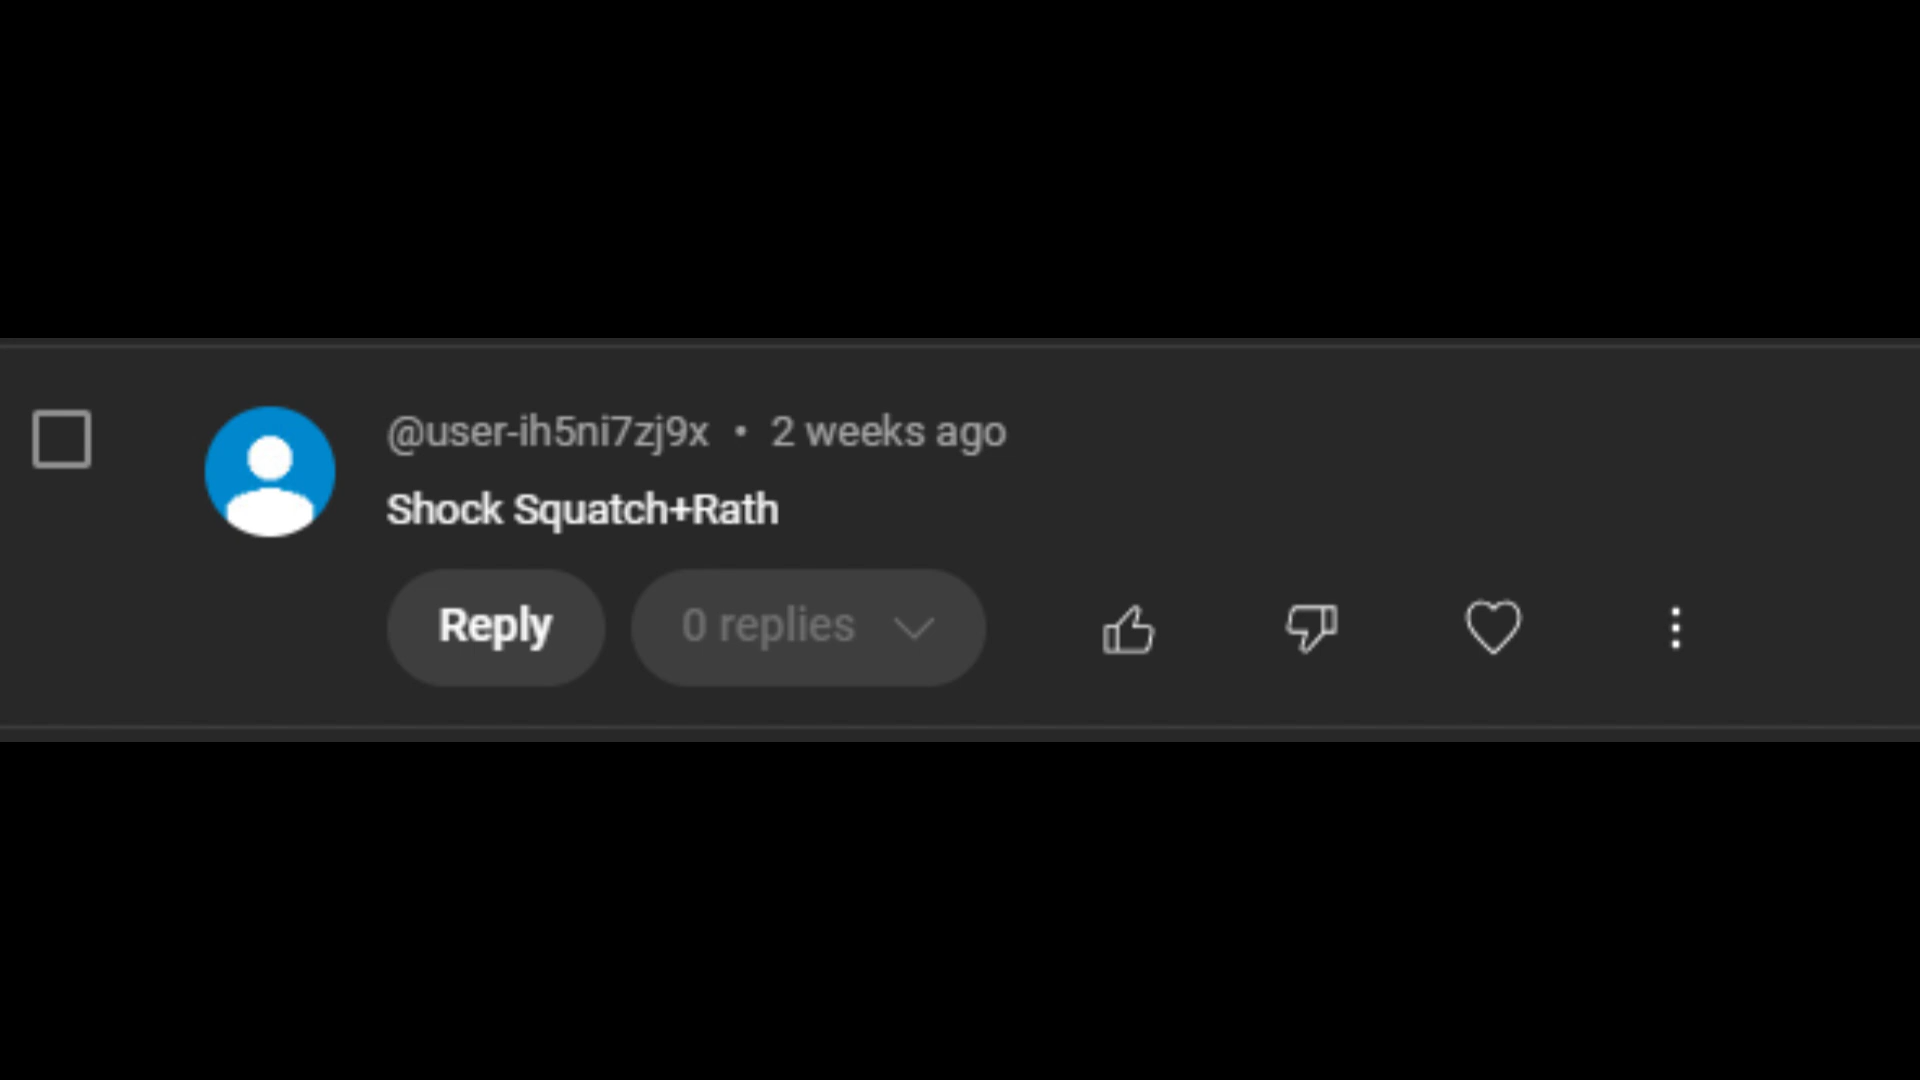 @user-ih5ni7zj9x • 2 weeks ago
Shock Squatch+Rath
Reply 0 replies